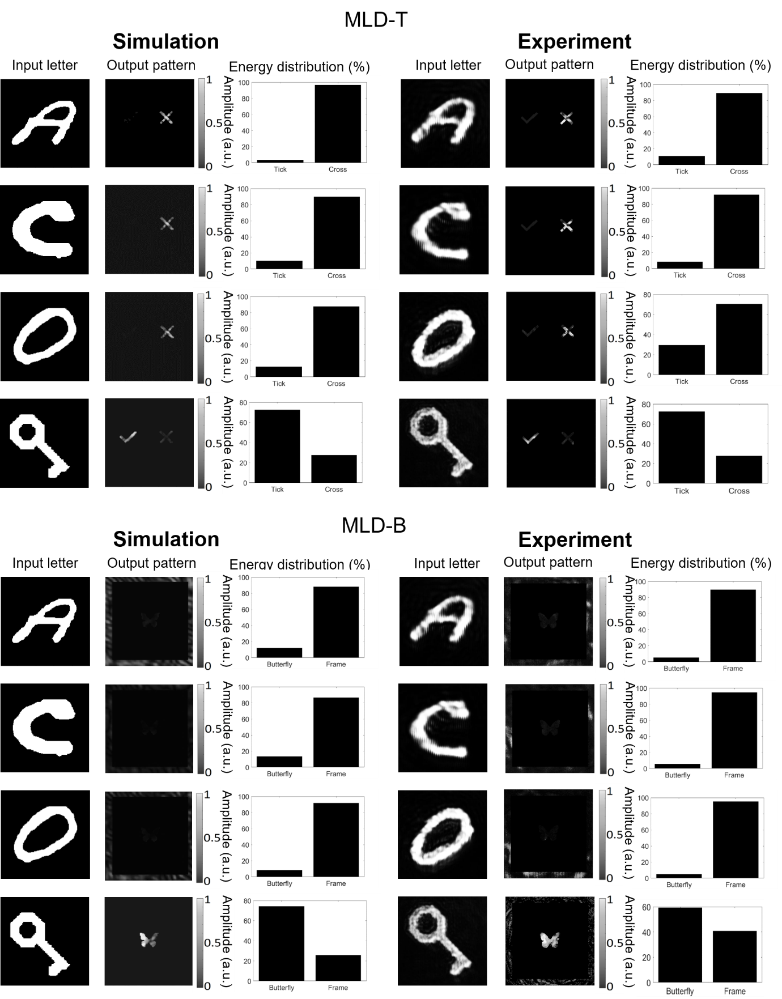 MLD-T
Simulation Experiment
Input letter Output pattern Energy distribution (%) Input letter Output pattern Energy distribution (%)
1 0.5 0 Amplitude (a.u.) 100 80 60 40 20 0 Tick Cross 1 0.5 0 Amplitude (a.u.) 100 80 60 40 20 0 Tick Cross
1 0.5 0 Amplitude (a.u.) 100 80 60 40 20 0 Tick Cross 1 0.5 0 Amplitude (a.u.) 100 80 60 40 20 0 Tick Cross
1 0.5 0 Amplitude (a.u.) 100 80 60 40 20 0 Tick Cross 1 0.5 0 Amplitude (a.u.) 80 60 40 20 0 Tick Cross
1 0.5 0 Amplitude (a.u.) 80 60 40 20 0 Tick Cross 1 0.5 0 Amplitude (a.u.) 80 60 40 20 0 Tick Cross
MLD-B
Simulation Experiment
Input letter Output pattern Energy distribution (%) Input letter Output pattern Energy distribution (%)
A 1 0.5 0 Amplitude (a.u.) 100 80 60 40 20 0 Butterfly Frame A 1 0.5 0 Amplitude (a.u.) 100 80 60 40 20 0 Butterfly Frame
C 1 0.5 0 Amplitude (a.u.) 100 80 60 40 20 0 Butterfly Frame C 1 0.5 0 Amplitude (a.u.) 100 80 60 40 20 0 Butterfly Frame
O 1 0.5 0 Amplitude (a.u.) 100 80 60 40 20 0 Butterfly Frame O 1 0.5 0 Amplitude (a.u.) 100 80 60 40 20 0 Butterfly Frame
1 0.5 0 Amplitude (a.u.) 80 60 40 20 0 Butterfly Frame 1 0.5 0 Amplitude (a.u.) 60 40 20 0 Butterfly Frame